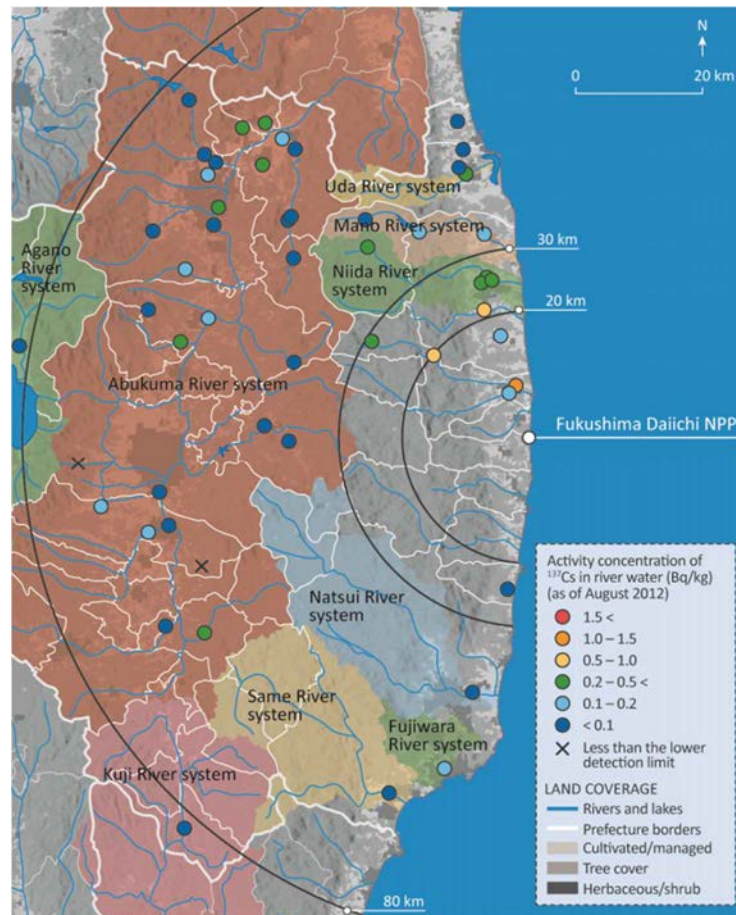 N
0 20 km
Uda River system
Mano River system
Agano
River
system
Niida River
system
30 km
20 km
Abukuma River system
Fukushima Daiichi NPP
Natsui River
system
Same River
system
Fujiwara
River system
Kuji River system
80 km
Activity concentration of
¹³⁷Cs in river water (Bq/kg)
(as of August 2012)
1.5 <
1.0 – 1.5
0.5 – 1.0
0.2 – 0.5 <
0.1 – 0.2
< 0.1
Less than the lower
detection limit
LAND COVERAGE
Rivers and lakes
Prefecture borders
Cultivated/managed
Tree cover
Herbaceous/shrub